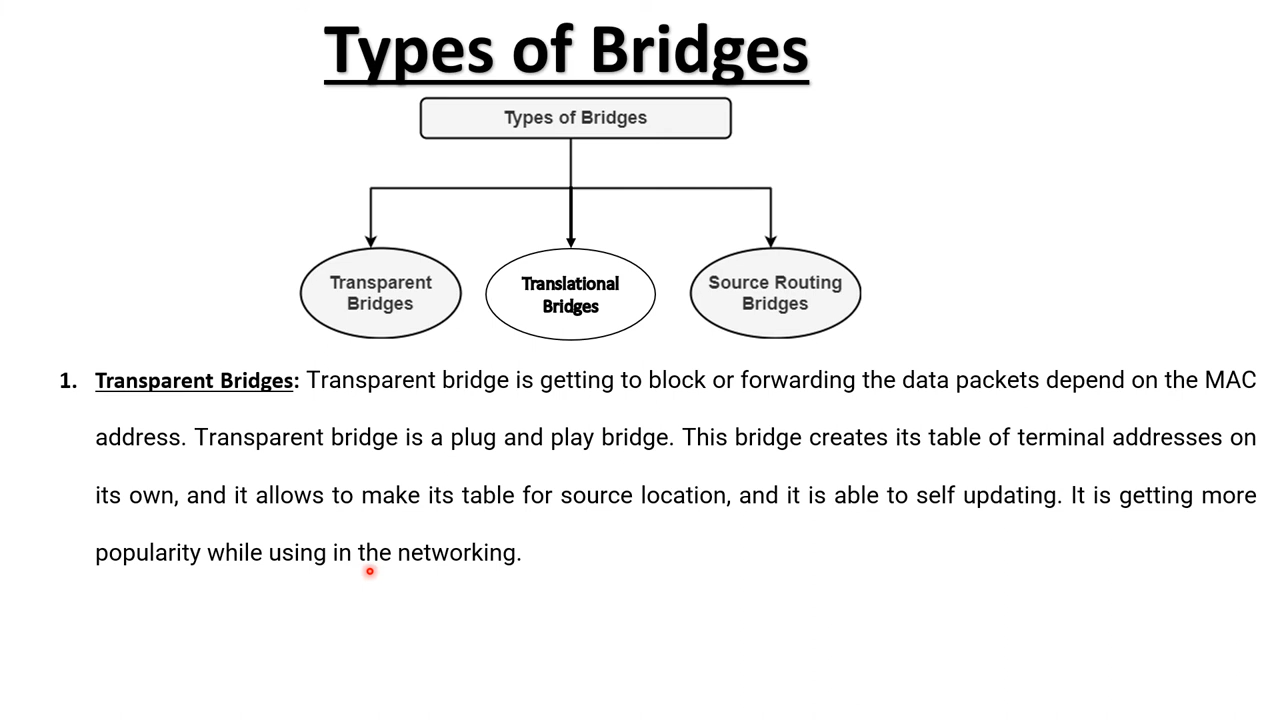 Types of Bridges
Types of Bridges
Transparent
Bridges
Translational
Bridges
Source Routing
Bridges
1. Transparent Bridges: Transparent bridge is getting to block or forwarding the data packets depend on the MAC
address. Transparent bridge is a plug and play bridge. This bridge creates its table of terminal addresses on
its own, and it allows to make its table for source location, and it is able to self updating. It is getting more
popularity while using in the networking.